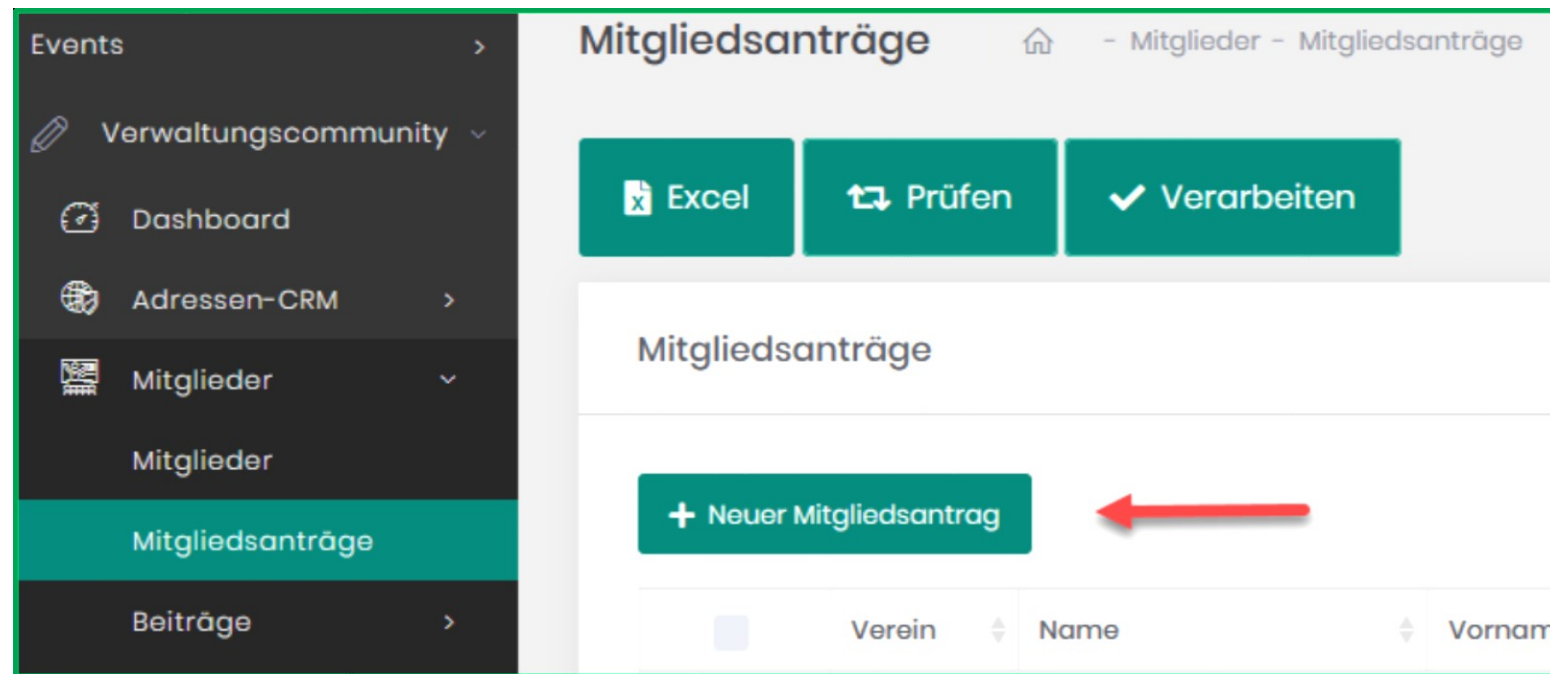 Events
Verwaltungscommunity
Dashboard
Adressen-CRM
Mitglieder
Mitglieder
Mitgliedsanträge
Beiträge
Mitgliedsanträge - Mitglieder - Mitgliedsanträge
Excel Prüfen Verarbeiten
Mitgliedsanträge
+ Neuer Mitgliedsantrag
Verein Name Vornam